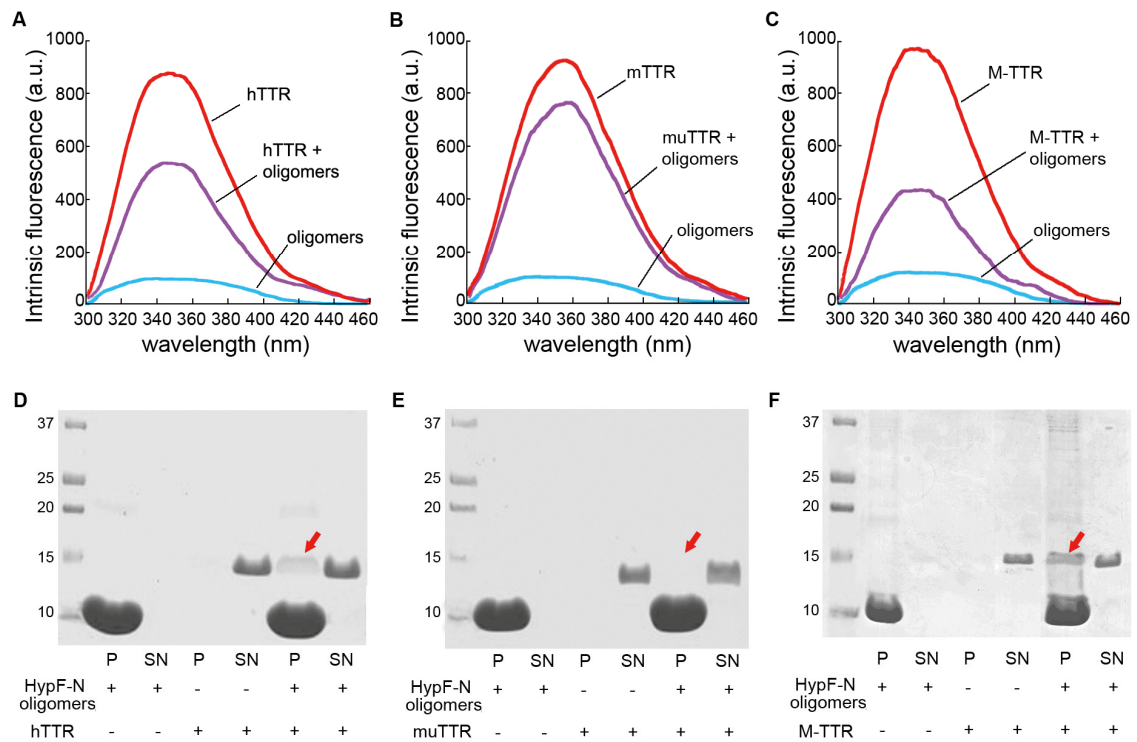 A
Intrinsic fluorescence (a.u.)
1000
800
600
400
200
0
hTTR
hTTR +
oligomers
oligomers
300 320 340 360 380 400 420 440 460
wavelength (nm)
B
Intrinsic fluorescence (a.u.)
1000
800
600
400
200
0
mTTR
muTTR +
oligomers
oligomers
300 320 340 360 380 400 420 440 460
wavelength (nm)
C
Intrinsic fluorescence (a.u.)
1000
800
600
400
200
0
M-TTR
M-TTR +
oligomers
oligomers
300 320 340 360 380 400 420 440 460
wavelength (nm)
D
37
25
20
15
10
P SN P SN P SN
HypF-N
oligomers
+ + - - + +
hTTR - - + + + +
E
37
25
20
15
10
P SN P SN P SN
HypF-N
oligomers
+ + - - + +
muTTR - - + + + +
F
37
25
20
15
10
P SN P SN P SN
HypF-N
oligomers
+ + - - + +
M-TTR - - + + + +